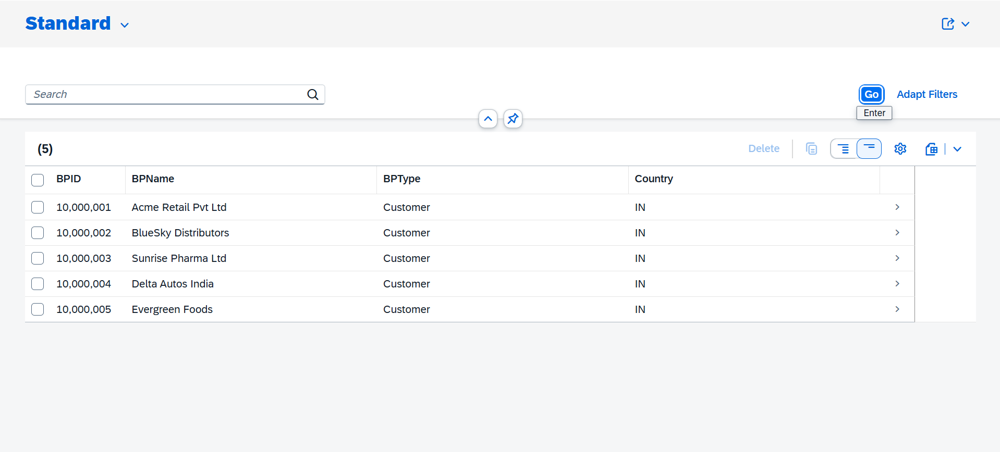 Standard
Search
Go Adapt Filters
Enter
(5) Delete
BPID BPName BPType Country
10,000,001 Acme Retail Pvt Ltd Customer IN
10,000,002 BlueSky Distributors Customer IN
10,000,003 Sunrise Pharma Ltd Customer IN
10,000,004 Delta Autos India Customer IN
10,000,005 Evergreen Foods Customer IN